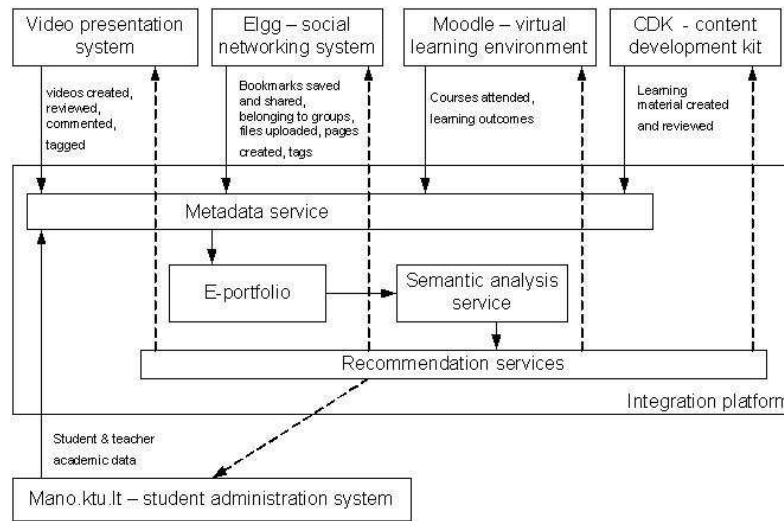 Video presentation
system
Elgg – social
networking system
Moodle – virtual
learning environment
CDK - content
development kit
videos created,
reviewed,
commented,
tagged
Bookmarks saved
and shared,
belonging to groups,
files uploaded, pages
created, tags
Courses attended,
learning outcomes
Learning
material created
and reviewed
Metadata service
E-portfolio
Semantic analysis
service
Recommendation services
Integration platform
Student & teacher
academic data
Mano.ktu.lt – student administration system